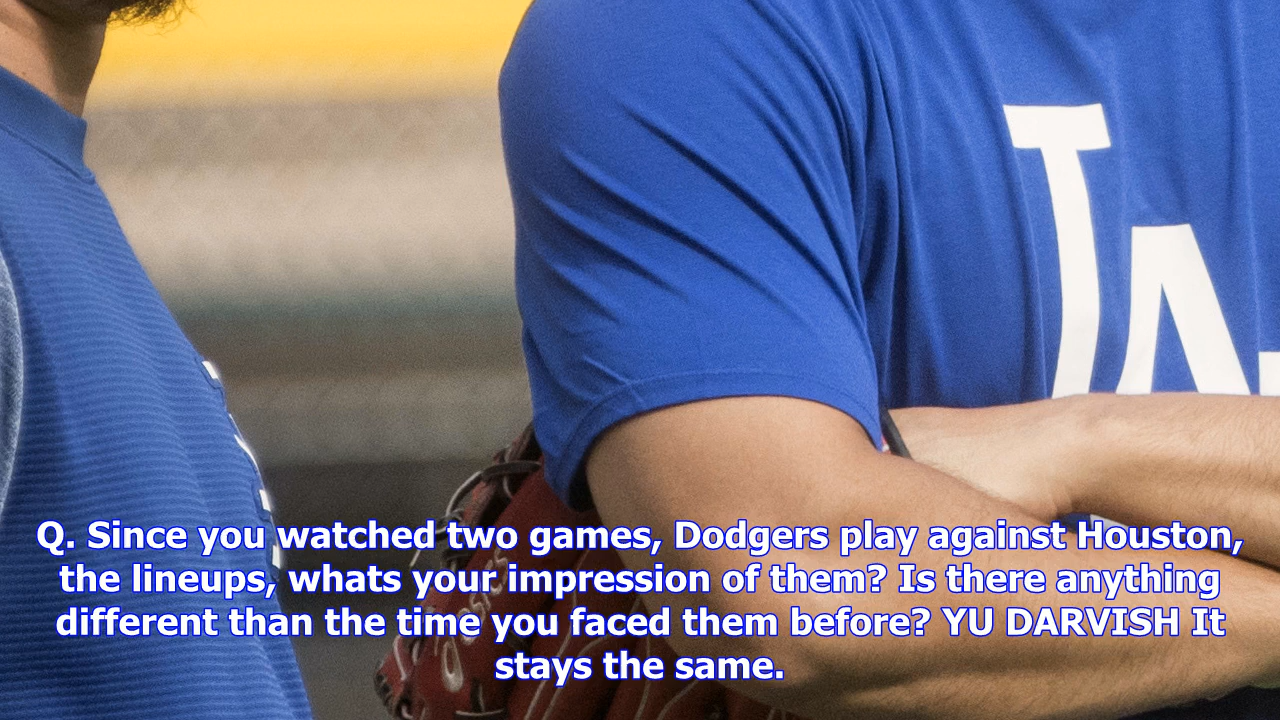 LA
Q. Since you watched two games, Dodgers play against Houston,
the lineups, whats your impression of them? Is there anything
different than the time you faced them before? YU DARVISH It
stays the same.